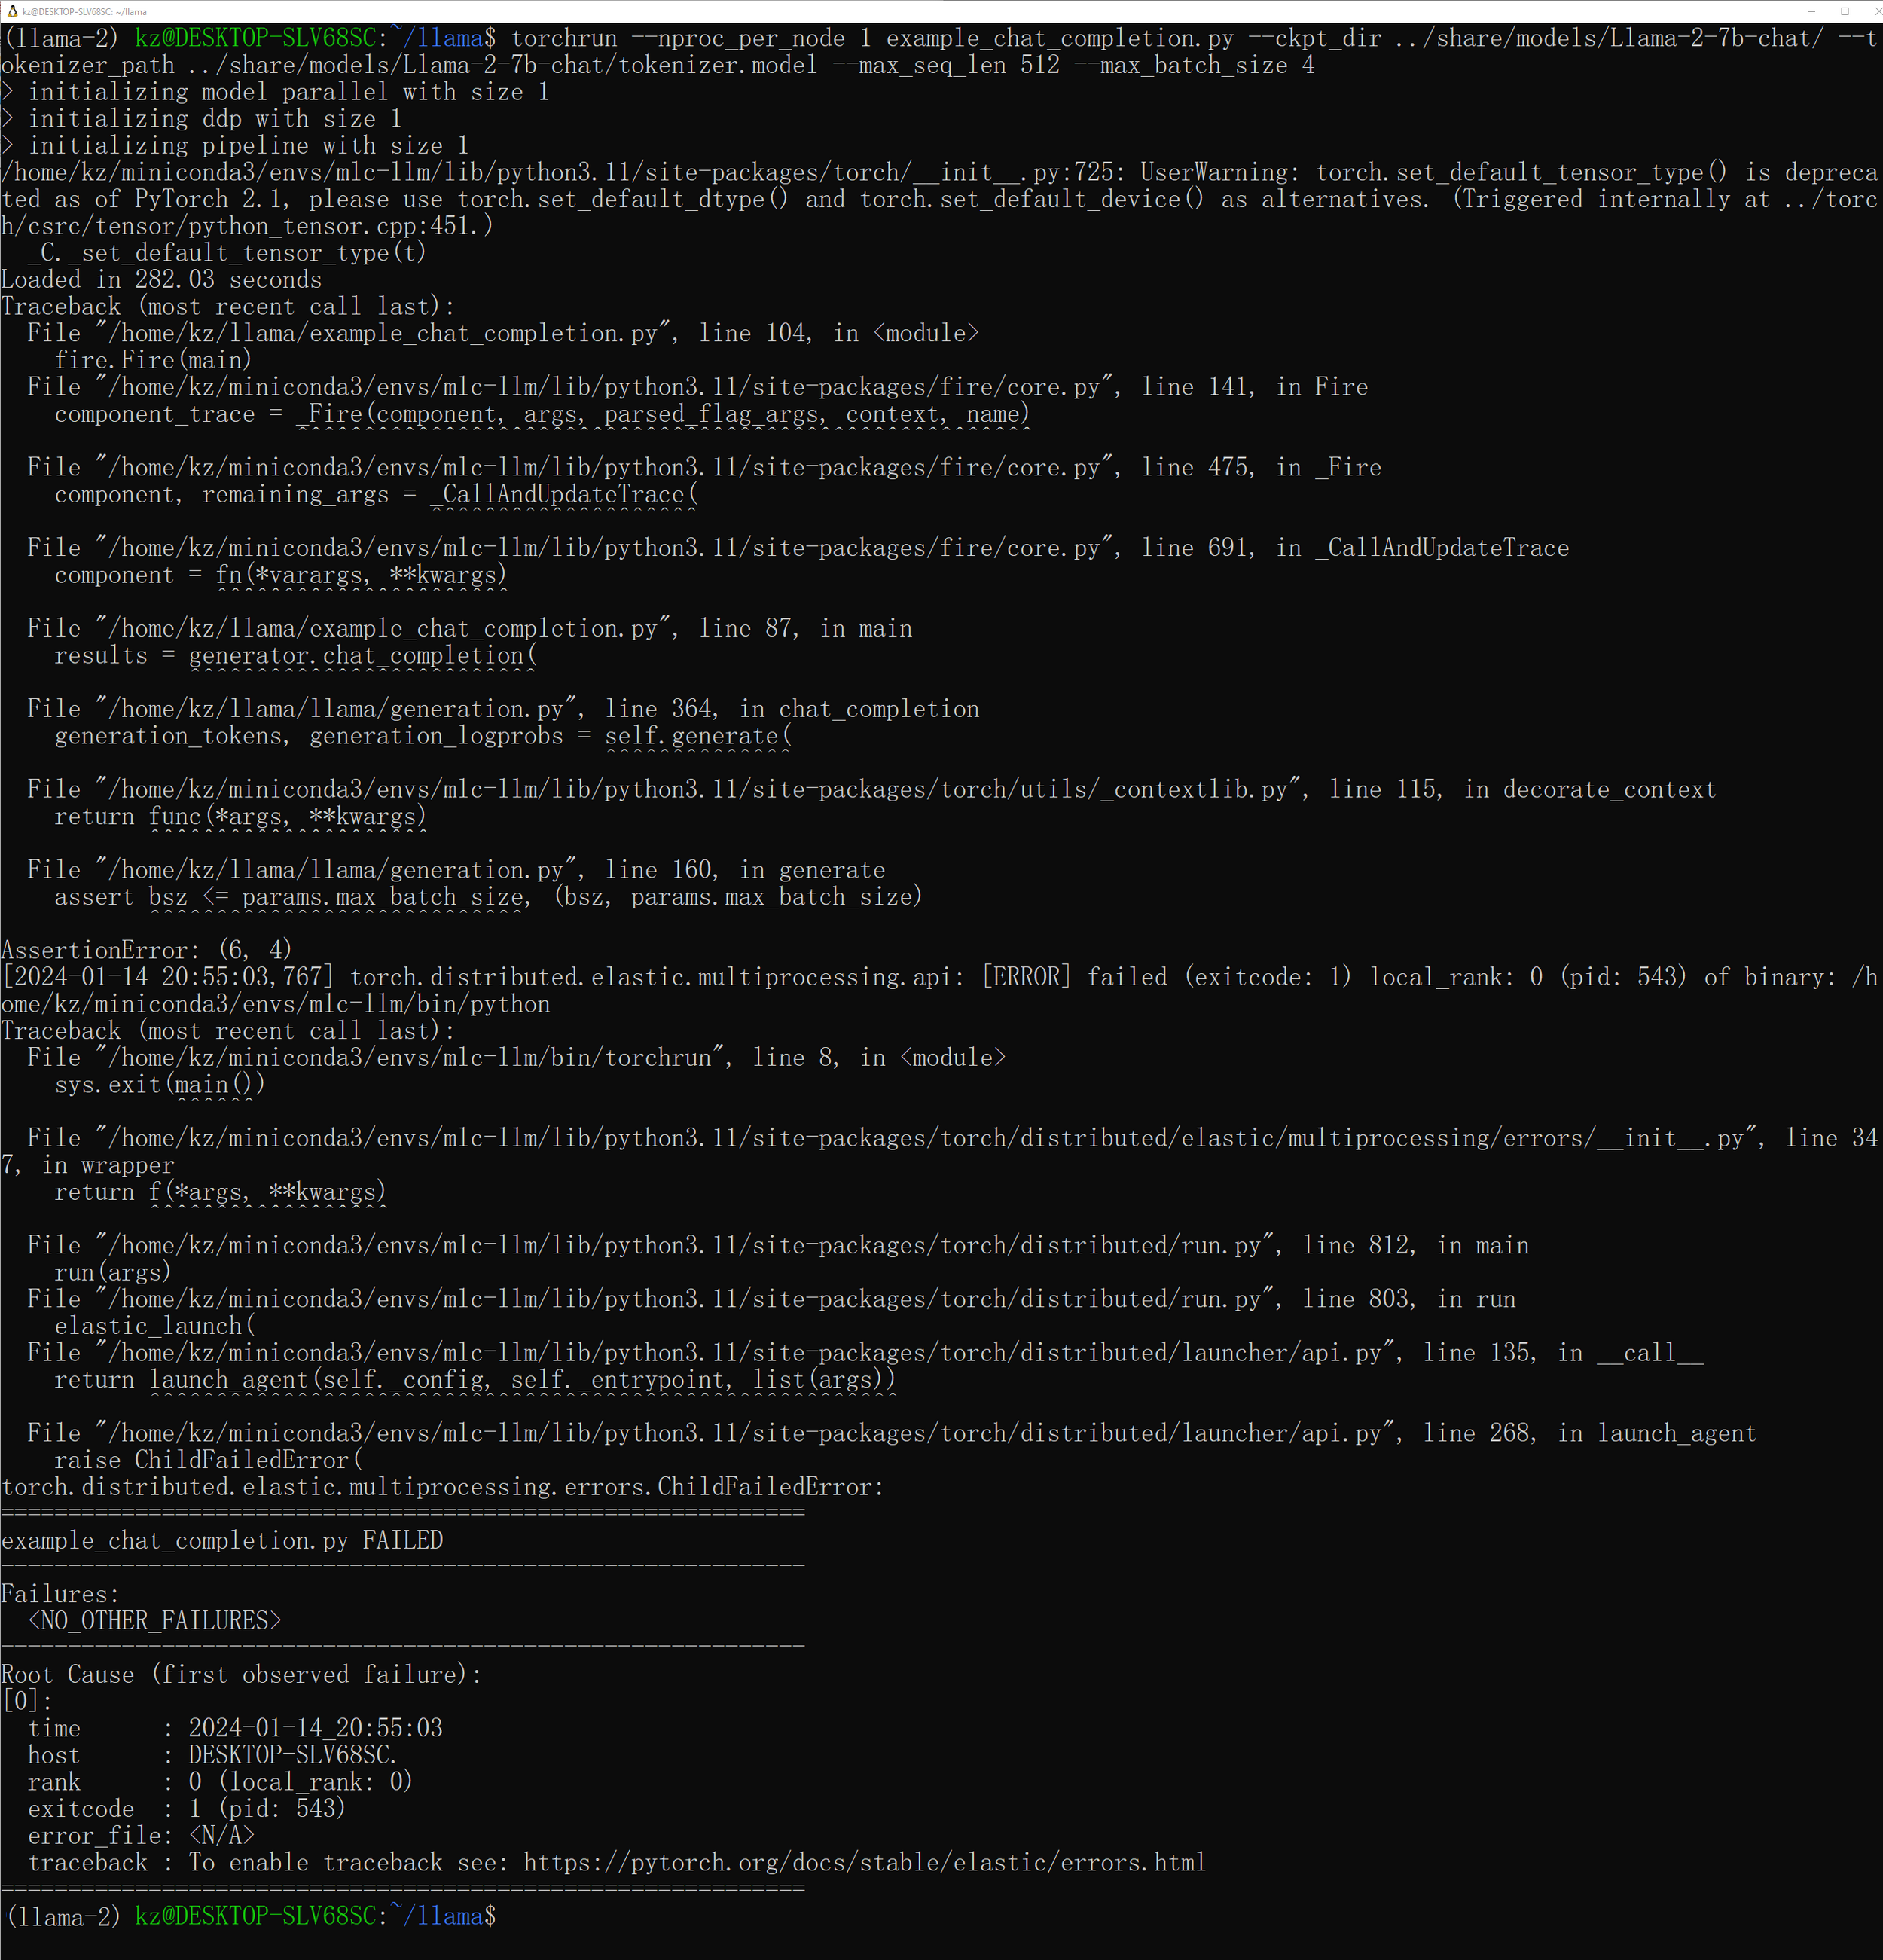 kz@DESKTOP-SLV68SC: ~/llama
(llama-2) kz@DESKTOP-SLV68SC:~/llama$ torchrun --nproc_per_node 1 example_chat_completion.py --ckpt_dir ../share/models/Llama-2-7b-chat/ --t
okenizer_path ../share/models/Llama-2-7b-chat/tokenizer.model --max_seq_len 512 --max_batch_size 4
> initializing model parallel with size 1
> initializing ddp with size 1
> initializing pipeline with size 1
/home/kz/miniconda3/envs/mlc-llm/lib/python3.11/site-packages/torch/__init__.py:725: UserWarning: torch.set_default_tensor_type() is depreca
ted as of PyTorch 2.1, please use torch.set_default_dtype() and torch.set_default_device() as alternatives. (Triggered internally at ../torc
h/csrc/tensor/python_tensor.cpp:451.)
  _C._set_default_tensor_type(t)
Loaded in 282.03 seconds
Traceback (most recent call last):
  File "/home/kz/llama/example_chat_completion.py", line 104, in <module>
    fire.Fire(main)
  File "/home/kz/miniconda3/envs/mlc-llm/lib/python3.11/site-packages/fire/core.py", line 141, in Fire
    component_trace = _Fire(component, args, parsed_flag_args, context, name)
                      ^^^^^^^^^^^^^^^^^^^^^^^^^^^^^^^^^^^^^^^^^^^^^^^^^^^^^^^
  File "/home/kz/miniconda3/envs/mlc-llm/lib/python3.11/site-packages/fire/core.py", line 475, in _Fire
    component, remaining_args = _CallAndUpdateTrace(
                                ^^^^^^^^^^^^^^^^^^^^
  File "/home/kz/miniconda3/envs/mlc-llm/lib/python3.11/site-packages/fire/core.py", line 691, in _CallAndUpdateTrace
    component = fn(*varargs, **kwargs)
                ^^^^^^^^^^^^^^^^^^^^^^
  File "/home/kz/llama/example_chat_completion.py", line 87, in main
    results = generator.chat_completion(
              ^^^^^^^^^^^^^^^^^^^^^^^^^^
  File "/home/kz/llama/llama/generation.py", line 364, in chat_completion
    generation_tokens, generation_logprobs = self.generate(
                                             ^^^^^^^^^^^^^^
  File "/home/kz/miniconda3/envs/mlc-llm/lib/python3.11/site-packages/torch/utils/_contextlib.py", line 115, in decorate_context
    return func(*args, **kwargs)
           ^^^^^^^^^^^^^^^^^^^^^
  File "/home/kz/llama/llama/generation.py", line 160, in generate
    assert bsz <= params.max_batch_size, (bsz, params.max_batch_size)
           ^^^^^^^^^^^^^^^^^^^^^^^^^^^^
AssertionError: (6, 4)
[2024-01-14 20:55:03,767] torch.distributed.elastic.multiprocessing.api: [ERROR] failed (exitcode: 1) local_rank: 0 (pid: 543) of binary: /h
ome/kz/miniconda3/envs/mlc-llm/bin/python
Traceback (most recent call last):
  File "/home/kz/miniconda3/envs/mlc-llm/bin/torchrun", line 8, in <module>
    sys.exit(main())
             ^^^^^^
  File "/home/kz/miniconda3/envs/mlc-llm/lib/python3.11/site-packages/torch/distributed/elastic/multiprocessing/errors/__init__.py", line 34
7, in wrapper
    return f(*args, **kwargs)
           ^^^^^^^^^^^^^^^^^^
  File "/home/kz/miniconda3/envs/mlc-llm/lib/python3.11/site-packages/torch/distributed/run.py", line 812, in main
    run(args)
  File "/home/kz/miniconda3/envs/mlc-llm/lib/python3.11/site-packages/torch/distributed/run.py", line 803, in run
    elastic_launch(
  File "/home/kz/miniconda3/envs/mlc-llm/lib/python3.11/site-packages/torch/distributed/launcher/api.py", line 135, in __call__
    return launch_agent(self._config, self._entrypoint, list(args))
           ^^^^^^^^^^^^^^^^^^^^^^^^^^^^^^^^^^^^^^^^^^^^^^^^^^^^^^^^
  File "/home/kz/miniconda3/envs/mlc-llm/lib/python3.11/site-packages/torch/distributed/launcher/api.py", line 268, in launch_agent
    raise ChildFailedError(
torch.distributed.elastic.multiprocessing.errors.ChildFailedError:
============================================================
example_chat_completion.py FAILED
------------------------------------------------------------
Failures:
  <NO_OTHER_FAILURES>
------------------------------------------------------------
Root Cause (first observed failure):
[0]:
  time      : 2024-01-14_20:55:03
  host      : DESKTOP-SLV68SC.
  rank      : 0 (local_rank: 0)
  exitcode  : 1 (pid: 543)
  error_file: <N/A>
  traceback : To enable traceback see: https://pytorch.org/docs/stable/elastic/errors.html
============================================================
(llama-2) kz@DESKTOP-SLV68SC:~/llama$